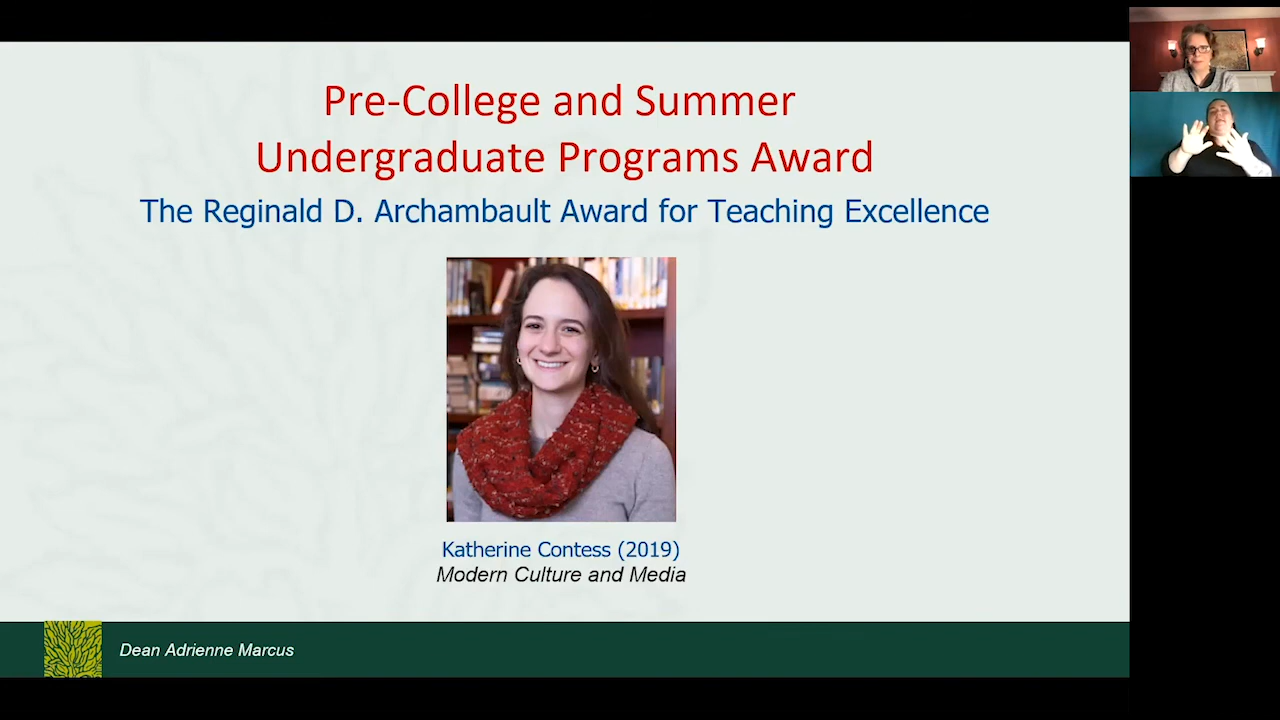 Pre-College and Summer
Undergraduate Programs Award
The Reginald D. Archambault Award for Teaching Excellence
Katherine Contess (2019)
Modern Culture and Media
Dean Adrienne Marcus